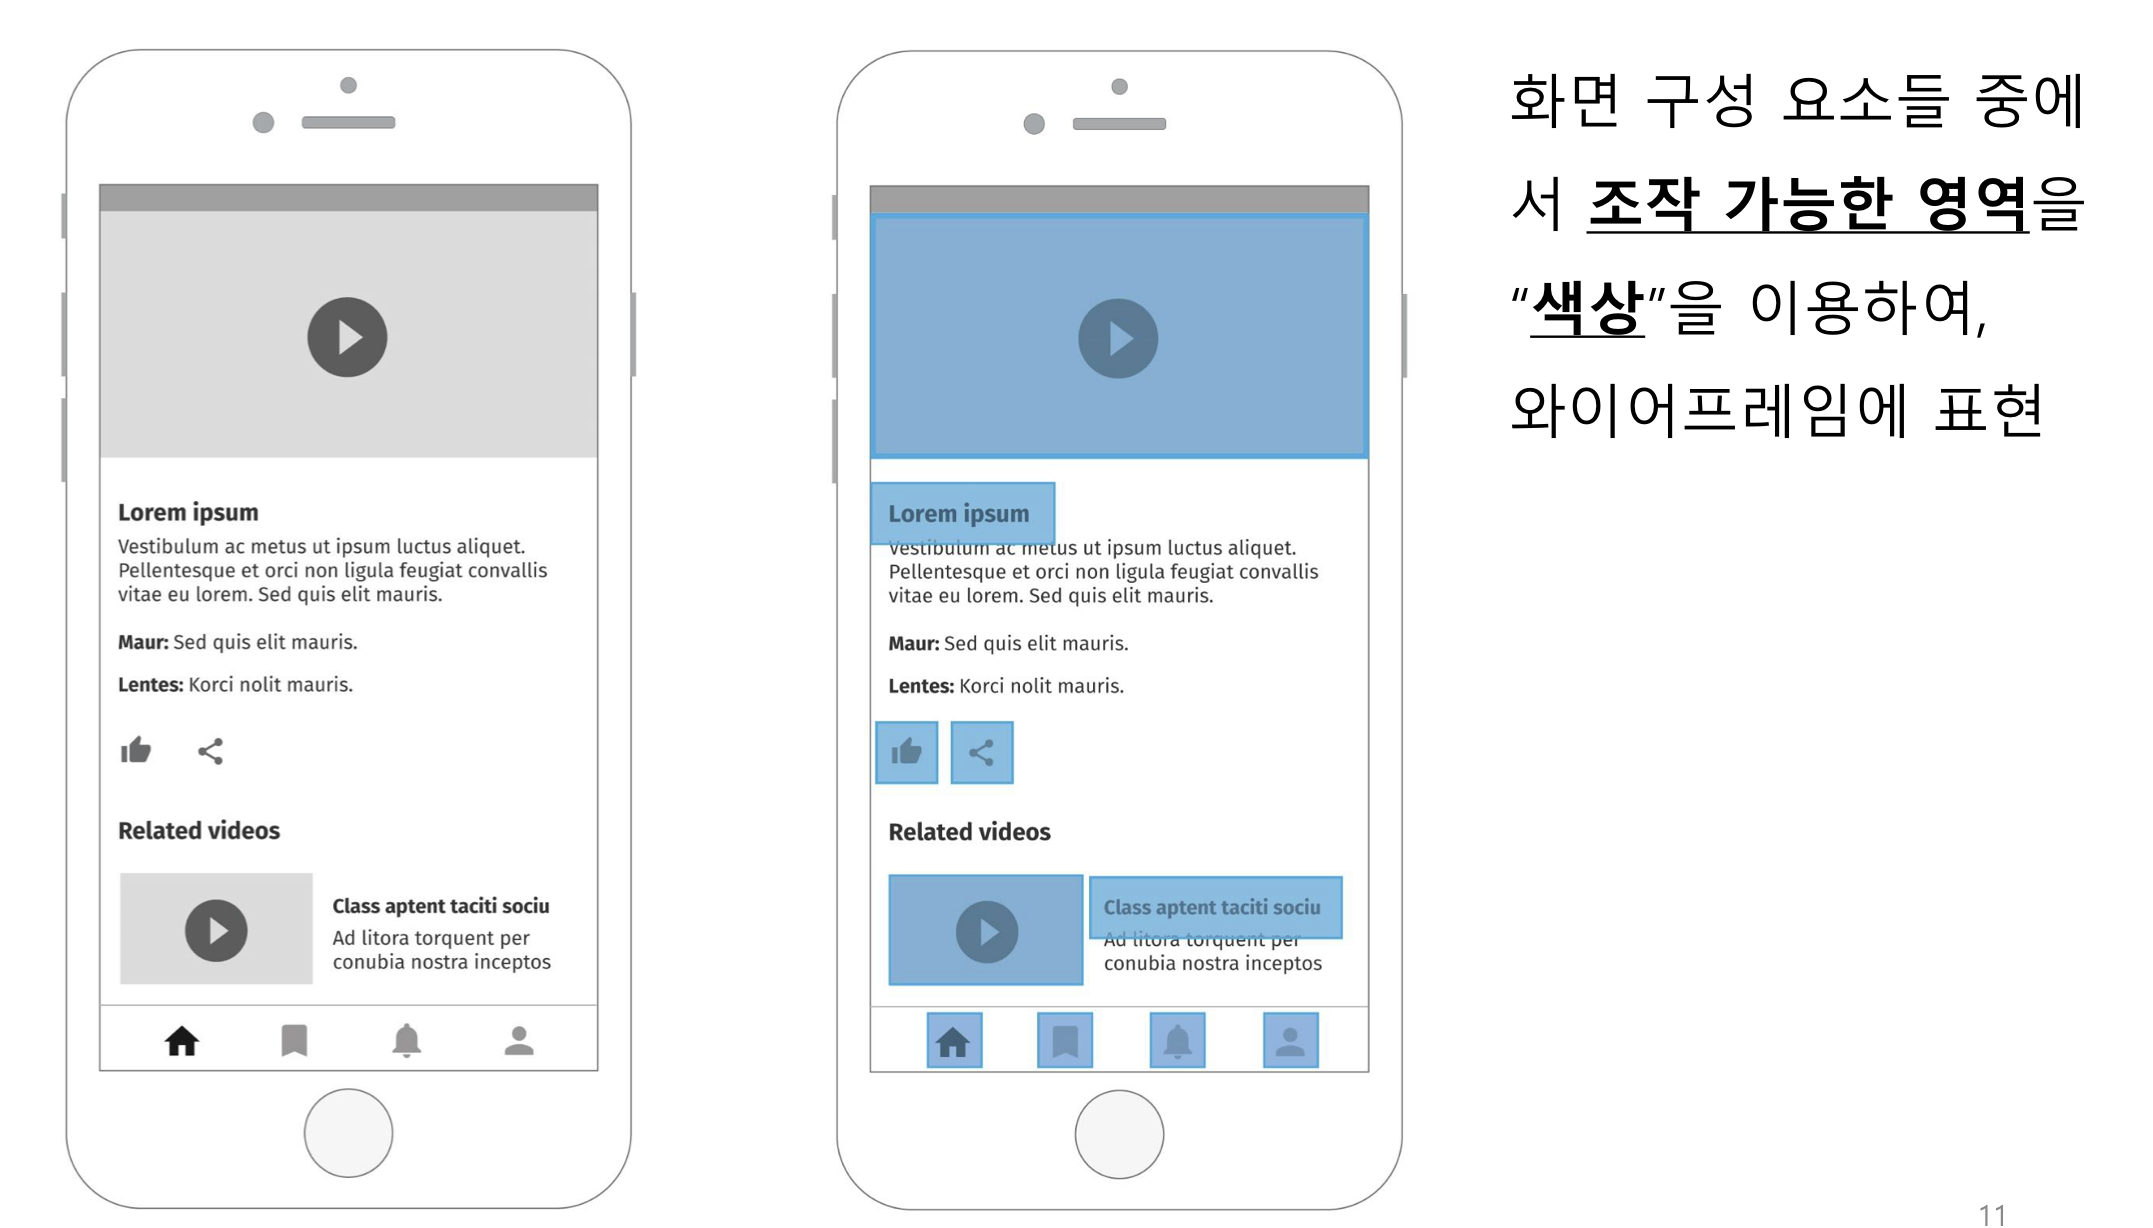 Lorem ipsum
Vestibulum ac metus ut ipsum luctus aliquet.
Pellentesque et orci non ligula feugiat convallis
vitae eu lorem. Sed quis elit mauris.
Maur: Sed quis elit mauris.
Lentes: Korci nolit mauris.
Related videos
Class aptent taciti sociu
Ad litora torquent per
conubia nostra inceptos
Lorem ipsum
Vestibulum ac metus ut ipsum luctus aliquet.
Pellentesque et orci non ligula feugiat convallis
vitae eu lorem. Sed quis elit mauris.
Maur: Sed quis elit mauris.
Lentes: Korci nolit mauris.
Related videos
Class aptent taciti sociu
Ad litora torquent per
conubia nostra inceptos
화면 구성 요소들 중에
서 조작 가능한 영역을
“색상”을 이용하여,
와이어프레임에 표현
11